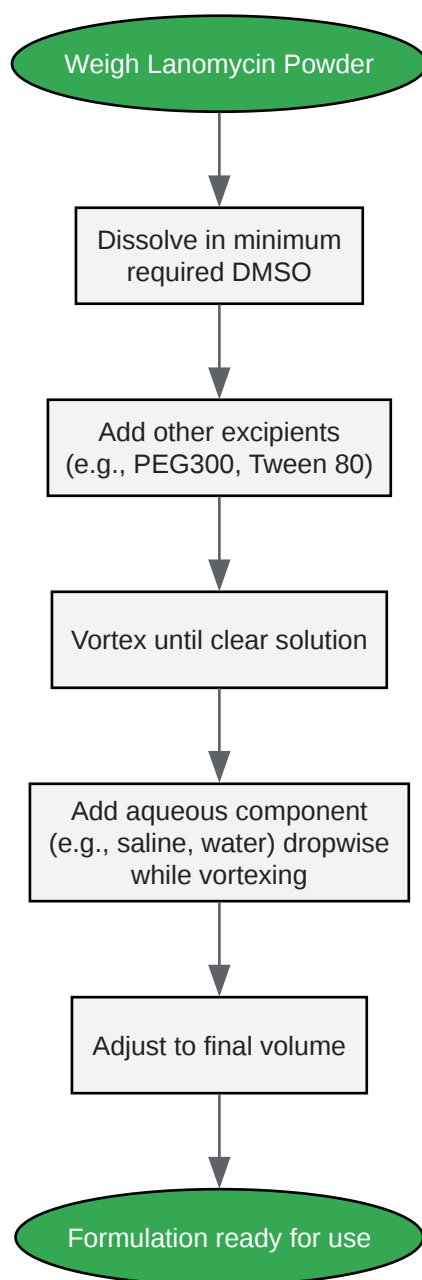 Weigh Lanomycin Powder
Dissolve in minimum
required DMSO
Add other excipients
(e.g., PEG300, Tween 80)
Vortex until clear solution
Add aqueous component
(e.g., saline, water) dropwise
while vortexing
Adjust to final volume
Formulation ready for use